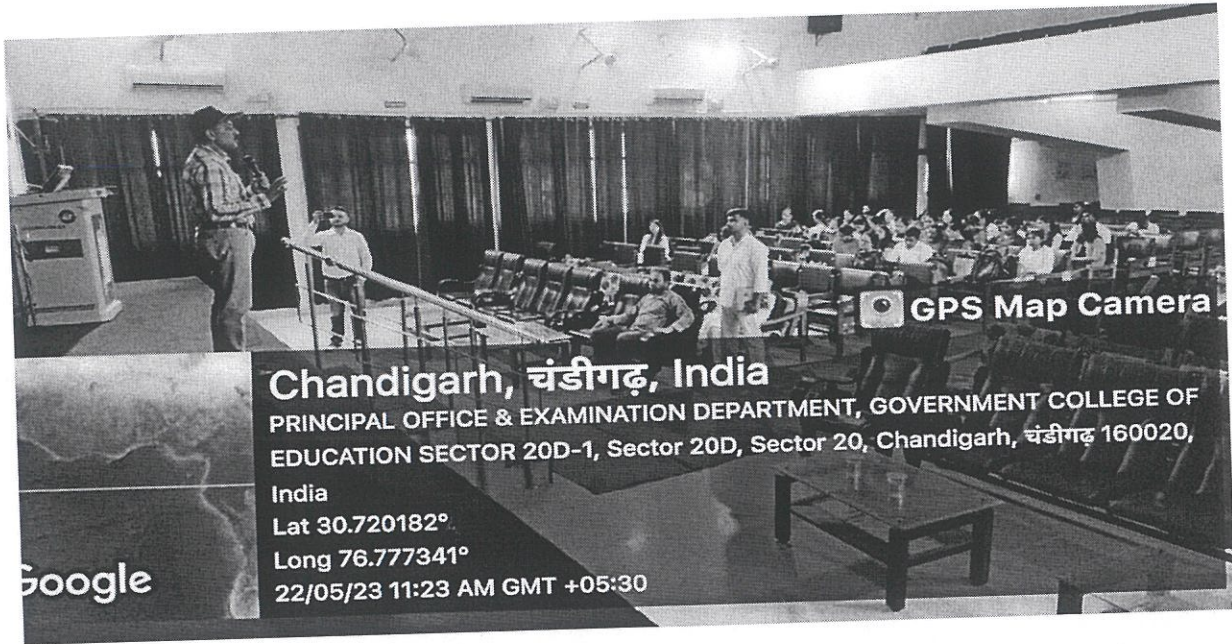 GPS Map Camera
Chandigarh, चंडीगढ़, India
PRINCIPAL OFFICE & EXAMINATION DEPARTMENT, GOVERNMENT COLLEGE OF
EDUCATION SECTOR 20D-1, Sector 20D, Sector 20, Chandigarh, चंडीगढ़ 160020,
India
Lat 30.720182°
Long 76.777341°
22/05/23 11:23 AM GMT +05:30
Google